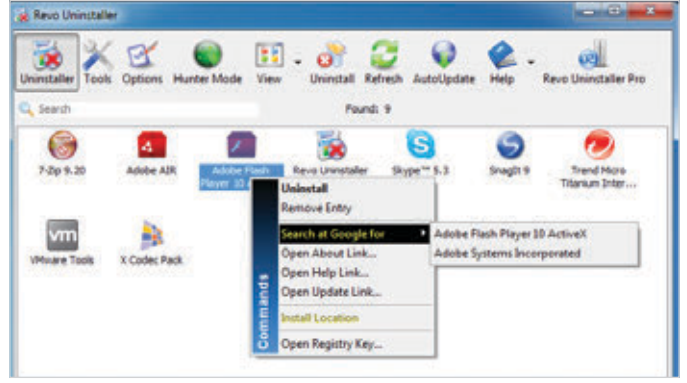 Revo Uninstaller
Uninstaller Tools Options Hunter Mode View Uninstall Refresh AutoUpdate Help Revo Uninstaller Pro
Search Found: 9
7-Zip 9.20 Adobe AIR Adobe Flash Revo Uninstaller Skype™ 5.3 SnagIt 9 Trend Micro
Player 10 A Titanium Inter...
Uninstall
Remove Entry
Search at Google for Adobe Flash Player 10 ActiveX
Open About Link... Adobe Systems Incorporated
VMware Tools X Codec Pack
Open Help Link...
Open Update Link...
Install Location
Open Registry Key...
Commands
vm